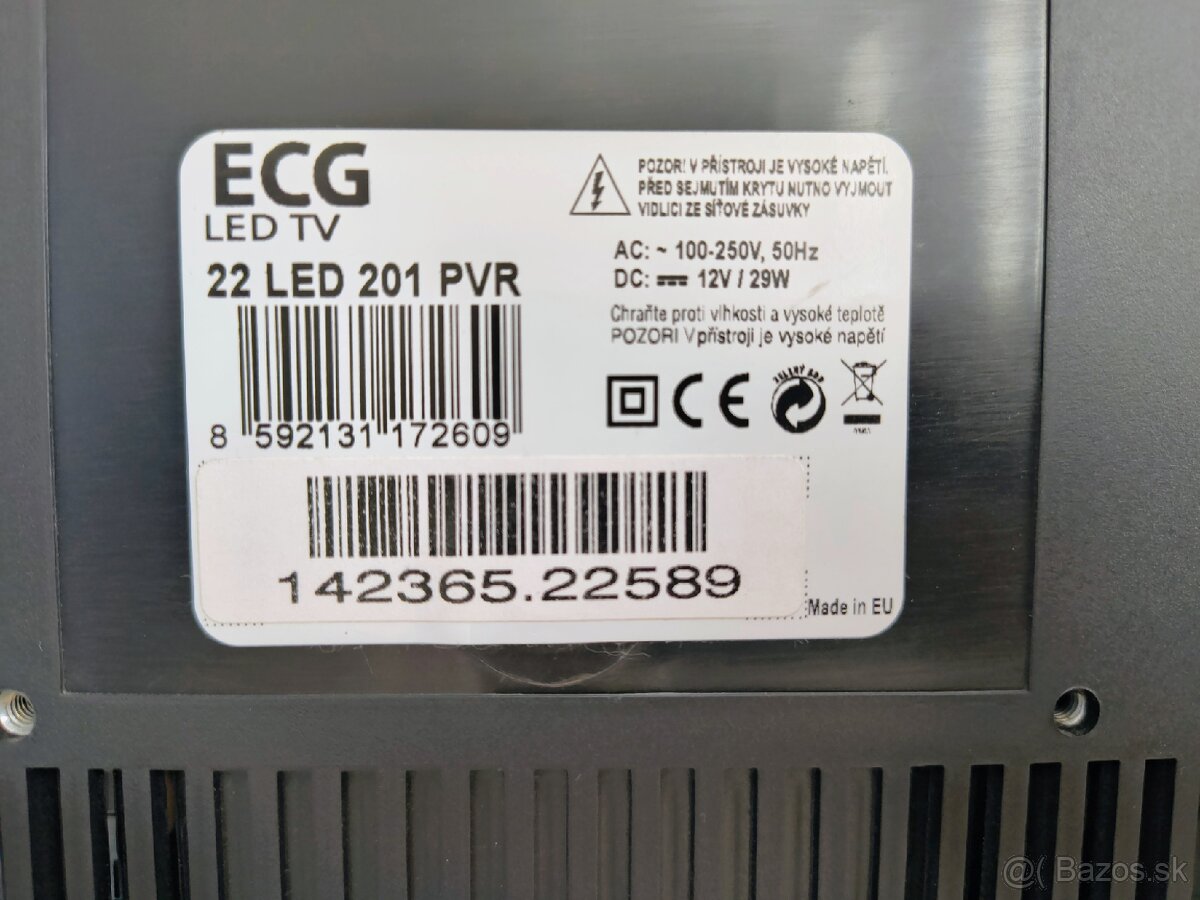 ECG
LED TV
22 LED 201 PVR
8 592131 172609
POZOR! V PŘÍSTROJI JE VYSOKÉ NAPĚTÍ.
PŘED SEJMUTÍM KRYTU NUTNO VYJMOUT
VIDLICI ZE SÍŤOVÉ ZÁSUVKY
AC: ~ 100-250V, 50Hz
DC: 12V / 29W
Chraňte proti vlhkosti a vysoké teplotě
POZOR! V přístroji je vysoké napětí
CE
ZELENÝ BOD
142365.22589
Made in EU
@( Bazos.sk